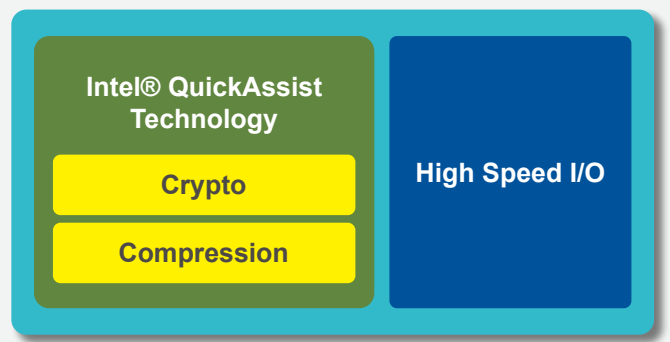 Intel® QuickAssist
Technology
Crypto
Compression
High Speed I/O